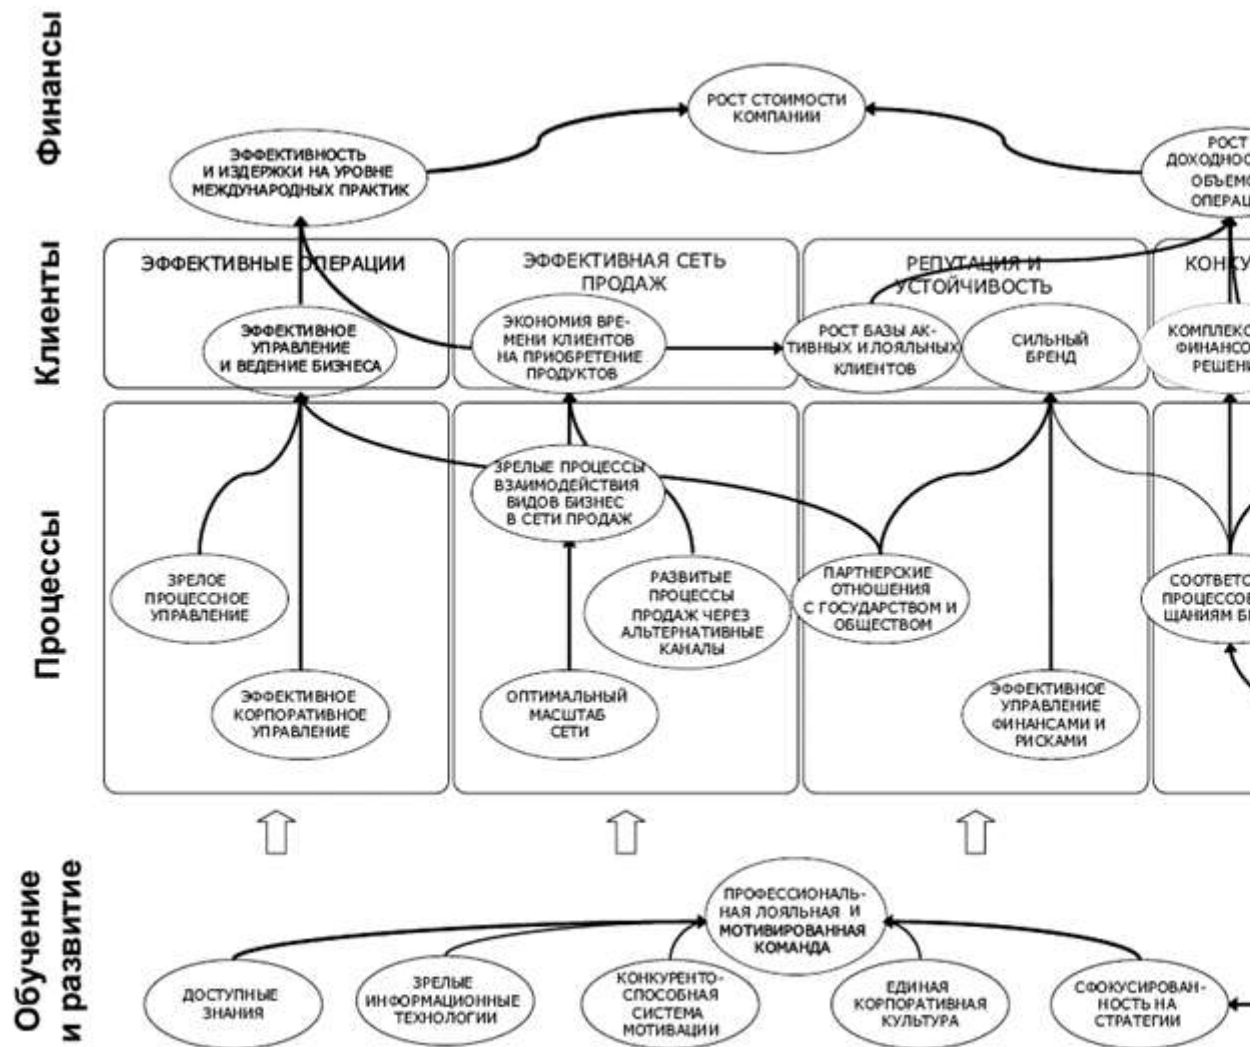 Финансы
РОСТ СТОИМОСТИ
КОМПАНИИ
ЭФФЕКТИВНОСТЬ
И ИЗДЕРЖКИ НА УРОВНЕ
МЕЖДУНАРОДНЫХ ПРАКТИК
РОСТ
Клиенты
ЭФФЕКТИВНЫЕ ОПЕРАЦИИ
ЭФФЕКТИВНАЯ СЕТЬ
ПРОДАЖ
РЕПУТАЦИЯ И
УСТОЙЧИВОСТЬ
ЭФФЕКТИВНОЕ
УПРАВЛЕНИЕ
И ВЕДЕНИЕ БИЗНЕСА
ЭКОНОМИЯ ВРЕ-
МЕНИ КЛИЕНТОВ
НА ПРИОБРЕТЕНИЕ
ПРОДУКТОВ
РОСТ БАЗЫ АК-
ТИВНЫХ И ЛОЯЛЬНЫХ
КЛИЕНТОВ
СИЛЬНЫЙ
БРЕНД
Процессы
ЗРЕЛЫЕ ПРОЦЕССЫ
ВЗАИМОДЕЙСТВИЯ
ВИДОВ БИЗНЕС
В СЕТИ ПРОДАЖ
ЗРЕЛОЕ
ПРОЦЕССНОЕ
УПРАВЛЕНИЕ
РАЗВИТЫЕ
ПРОЦЕССЫ
ПРОДАЖ ЧЕРЕЗ
АЛЬТЕРНАТИВНЫЕ
КАНАЛЫ
ПАРТНЕРСКИЕ
ОТНОШЕНИЯ
С ГОСУДАРСТВОМ И
ОБЩЕСТВОМ
ЭФФЕКТИВНОЕ
КОРПОРАТИВНОЕ
УПРАВЛЕНИЕ
ОПТИМАЛЬНЫЙ
МАСШТАБ
СЕТИ
ЭФФЕКТИВНОЕ
УПРАВЛЕНИЕ
ФИНАНСАМИ И
РИСКАМИ
Обучение
и развитие
ПРОФЕССИОНАЛЬ-
НАЯ ЛОЯЛЬНАЯ И
МОТИВИРОВАННАЯ
КОМАНДА
ДОСТУПНЫЕ
ЗНАНИЯ
ЗРЕЛЫЕ
ИНФОРМАЦИОННЫЕ
ТЕХНОЛОГИИ
КОНКУРЕНТО-
СПОСОБНАЯ
СИСТЕМА
МОТИВАЦИИ
ЕДИНАЯ
КОРПОРАТИВНАЯ
КУЛЬТУРА
СФОКУСИРОВАН-
НОСТЬ НА
СТРАТЕГИИ